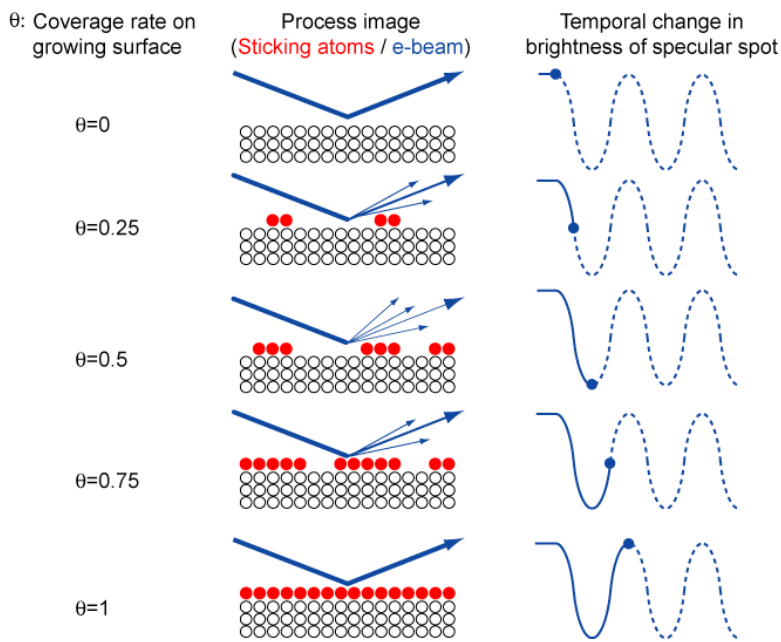 θ: Coverage rate on
growing surface
Process image
(Sticking atoms / e-beam)
Temporal change in
brightness of specular spot
θ=0
θ=0.25
θ=0.5
θ=0.75
θ=1